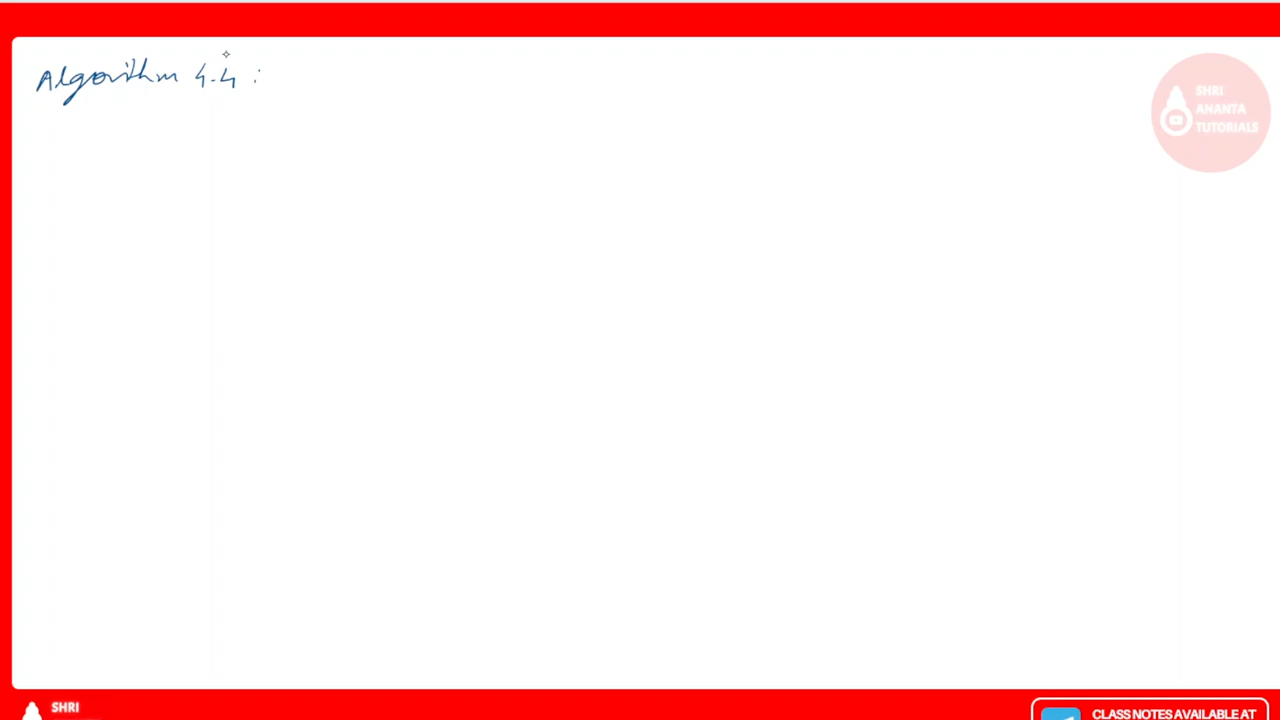 Algorithm 4.4 :
SHRI
ANANTA
TUTORIALS
SHRI
CLASS NOTES AVAILABLE AT